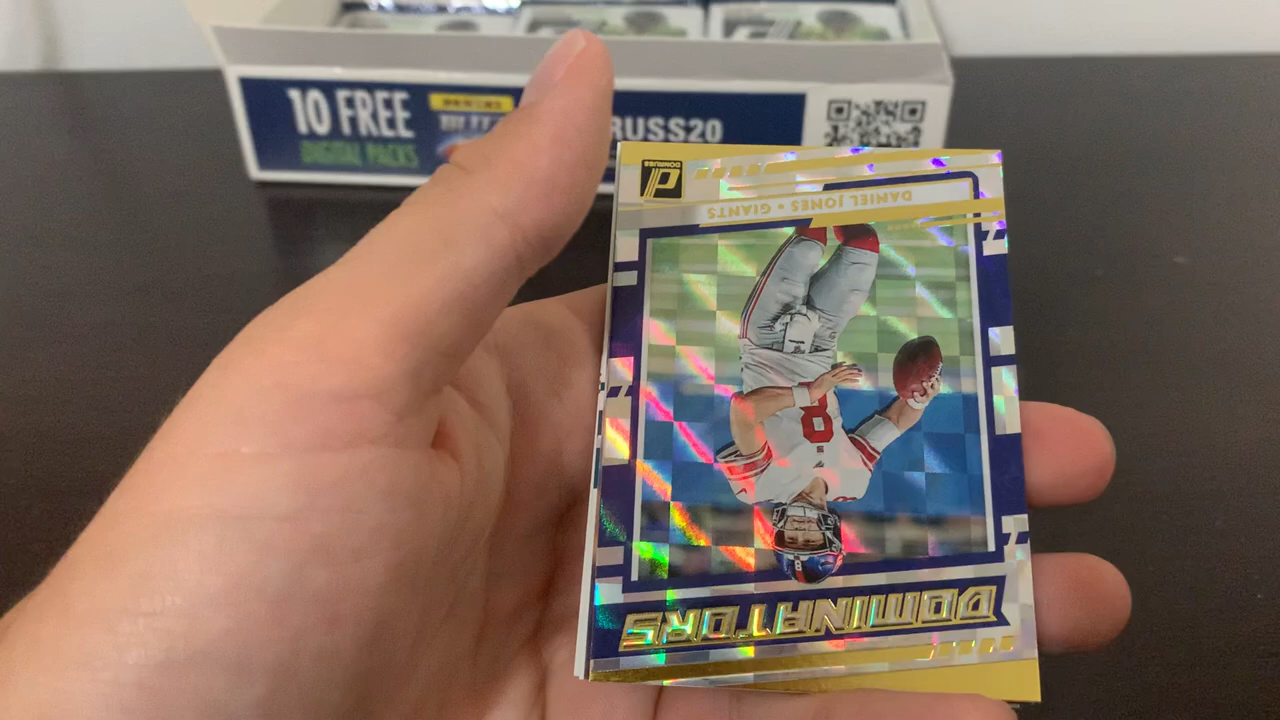 10 FREE
DIGITAL PACKS
PANINI
RUSS20
DONRUSS
DANIEL JONES • GIANTS
8
DOMINATORS